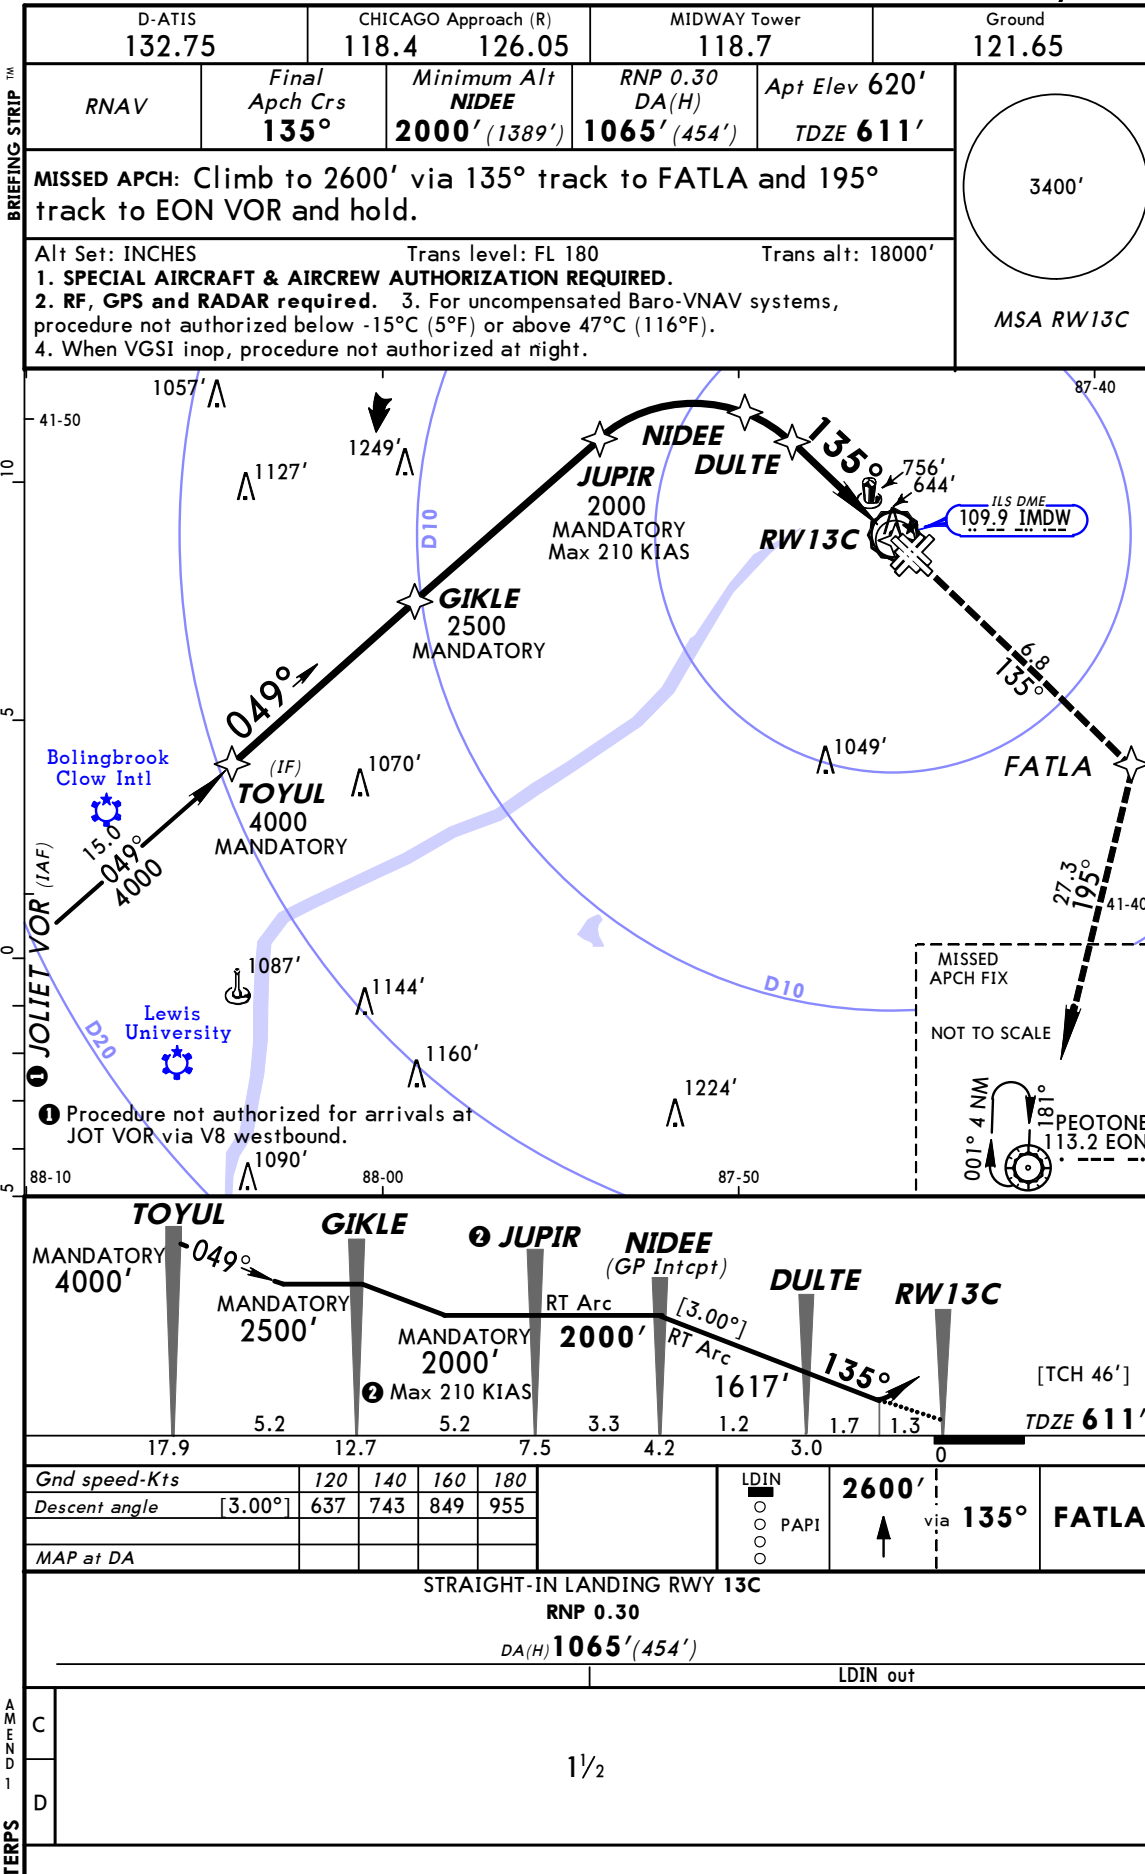 D-ATIS
132.75
CHICAGO Approach (R)
118.4 126.05
MIDWAY Tower
118.7
Ground
121.65
BRIEFING STRIP TM
RNAV
Final
Apch Crs
135°
Minimum Alt
NIDEE
2000' (1389')
RNP 0.30
DA(H)
1065' (454')
Apt Elev 620'
TDZE 611'
MISSED APCH: Climb to 2600' via 135° track to FATLA and 195°
track to EON VOR and hold.
3400'
MSA RW13C
Alt Set: INCHES Trans level: FL 180 Trans alt: 18000'
1. SPECIAL AIRCRAFT & AIRCREW AUTHORIZATION REQUIRED.
2. RF, GPS and RADAR required. 3. For uncompensated Baro-VNAV systems,
procedure not authorized below -15°C (5°F) or above 47°C (116°F).
4. When VGSI inop, procedure not authorized at night.
1057'
87-40
41-50
1249'
1127'
10
D10
NIDEE
DULTE
135°
JUPIR
2000
MANDATORY
Max 210 KIAS
756'
644'
ILS DME
109.9 IMDW
RW13C
GIKLE
2500
MANDATORY
6.8
135°
049°
5
Bolingbrook
Clow Intl
(IF)
TOYUL
4000
MANDATORY
1070'
1049'
FATLA
15.0
049°
4000
27.3
195°
41-40
0
1 JOLIET VOR (IAF)
1087'
1144'
D10
MISSED
APCH FIX
NOT TO SCALE
D20
Lewis
University
1160'
1224'
001° 4 NM
181°
PEOTONE
113.2 EON
1 Procedure not authorized for arrivals at
JOT VOR via V8 westbound.
1090'
5
88-10
88-00
87-50
TOYUL
GIKLE
2 JUPIR
NIDEE
(GP Intcpt)
DULTE
RW13C
MANDATORY
4000'
049°
MANDATORY
2500'
MANDATORY
2000'
2 Max 210 KIAS
RT Arc
2000'
[3.00°]
RT Arc
1617'
135°
[TCH 46']
TDZE 611'
5.2 5.2 3.3 1.2 1.7 1.3
17.9 12.7 7.5 4.2 3.0 0
Gnd speed-Kts 120 140 160 180
Descent angle [3.00°] 637 743 849 955
MAP at DA
LDIN
PAPI
2600'
via 135°
FATLA
STRAIGHT-IN LANDING RWY 13C
RNP 0.30
DA(H) 1065' (454')
LDIN out
C
D
1 1/2
AMEND 1
TERPS